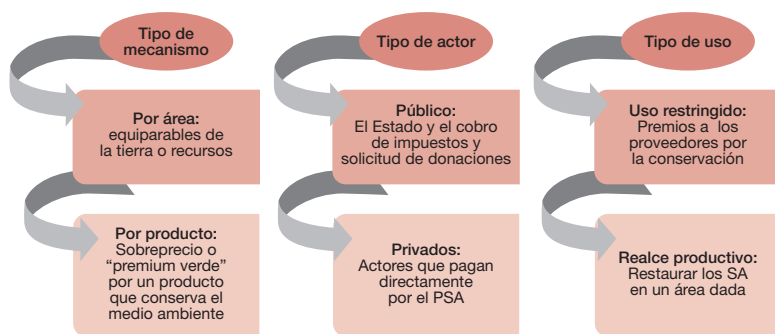 Tipo de
mecanismo
Por área:
equiparables de
la tierra o recursos
Por producto:
Sobreprecio o
“premium verde”
por un producto
que conserva el
medio ambiente
Tipo de actor
Público:
El Estado y el cobro
de impuestos y
solicitud de donaciones
Privados:
Actores que pagan
directamente
por el PSA
Tipo de uso
Uso restringido:
Premios a los
proveedores por
la conservación
Realce productivo:
Restaurar los SA
en un área dada